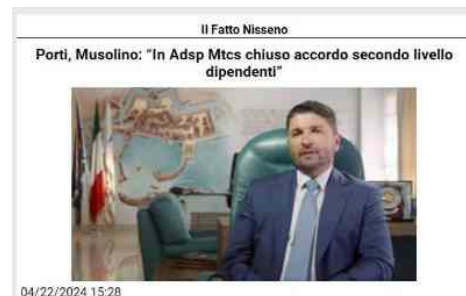 Il Fatto Nisseno
Porti, Musolino: “In Adsp Mtcs chiuso accordo secondo livello
dipendenti”
04/22/2024 15:28